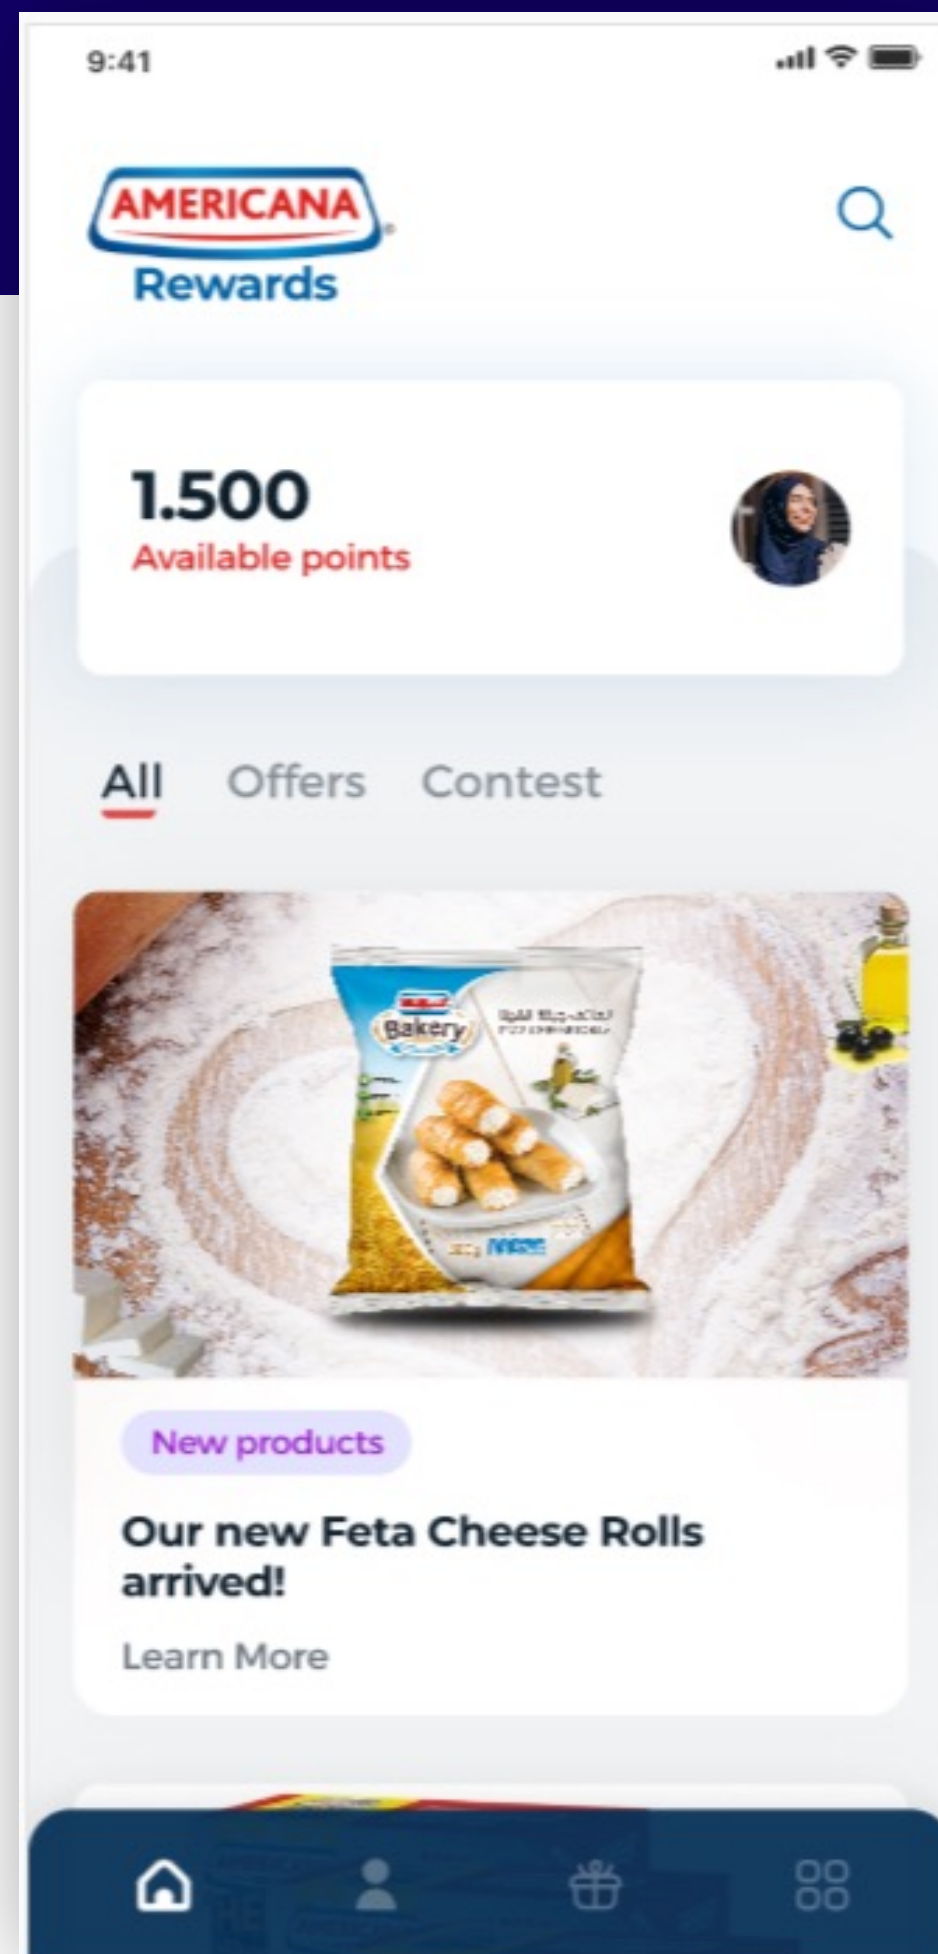 9:41
AMERICANA
Rewards
1.500
Available points
All Offers Contest
Bakery
New products
Our new Feta Cheese Rolls
arrived!
Learn More
AMERICANA